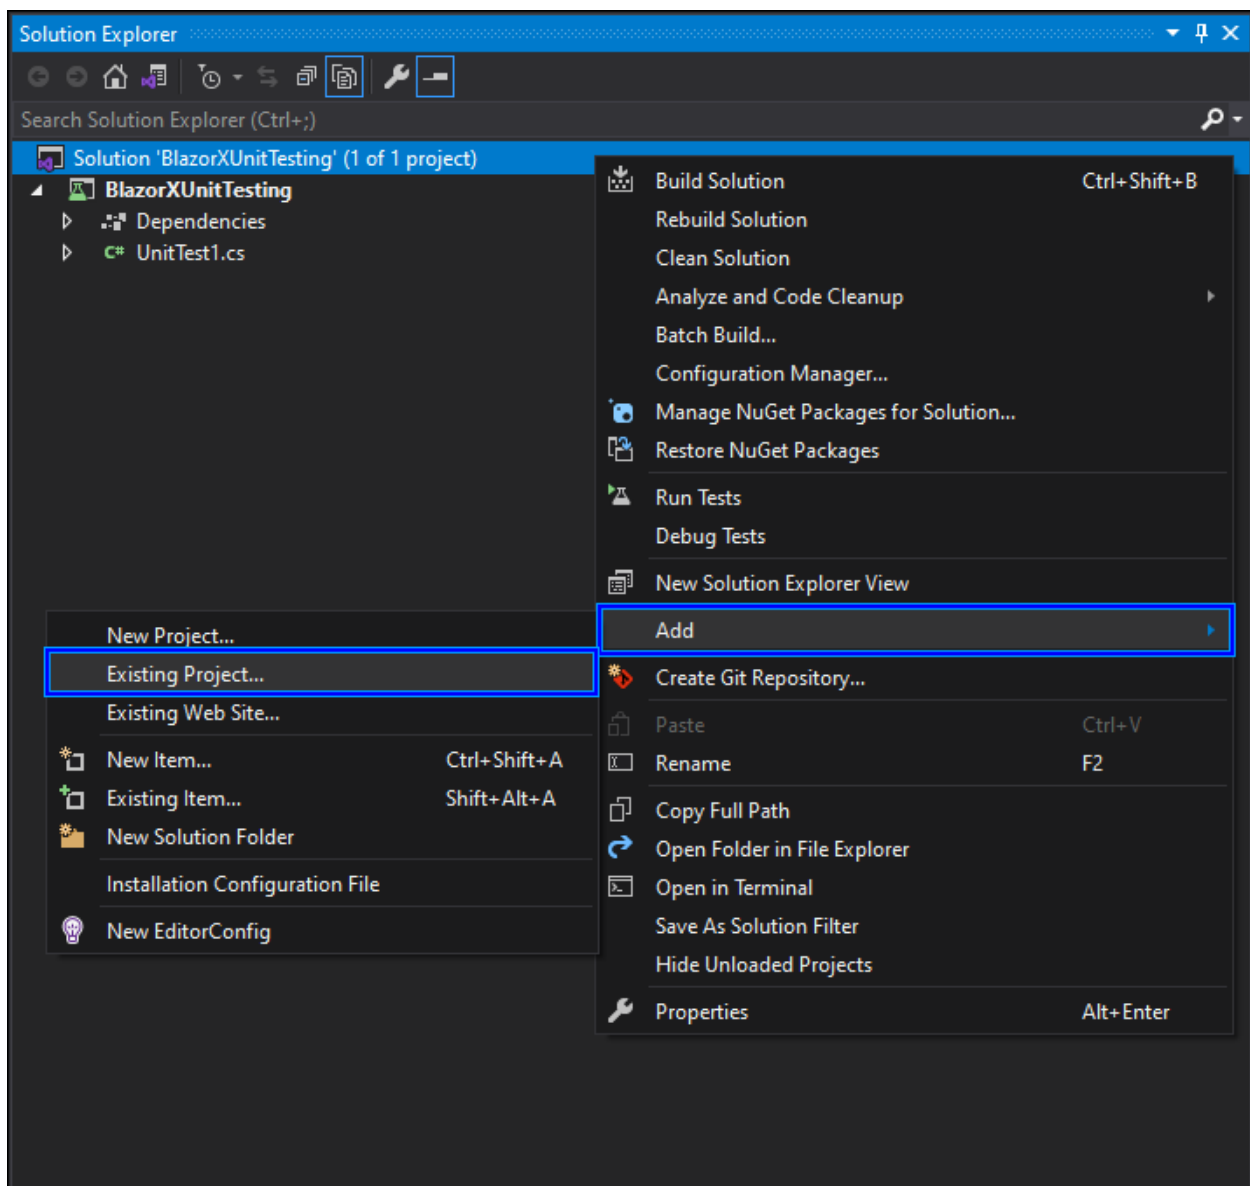 Solution Explorer
Search Solution Explorer (Ctrl+;)
Solution 'BlazorXUnitTesting' (1 of 1 project)
BlazorXUnitTesting
Dependencies
C# UnitTest1.cs
Build Solution Ctrl+Shift+B
Rebuild Solution
Clean Solution
Analyze and Code Cleanup
Batch Build...
Configuration Manager...
Manage NuGet Packages for Solution...
Restore NuGet Packages
Run Tests
Debug Tests
New Solution Explorer View
Add
Create Git Repository...
Paste Ctrl+V
Rename F2
Copy Full Path
Open Folder in File Explorer
Open in Terminal
Save As Solution Filter
Hide Unloaded Projects
Properties Alt+Enter
New Project...
Existing Project...
Existing Web Site...
New Item... Ctrl+Shift+A
Existing Item... Shift+Alt+A
New Solution Folder
Installation Configuration File
New EditorConfig